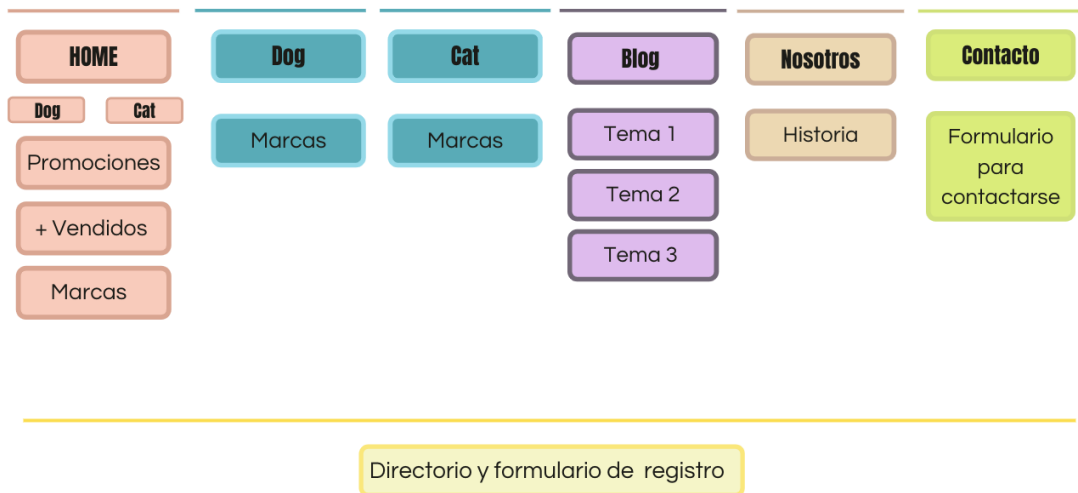 HOME
Dog
Cat
Promociones
+ Vendidos
Marcas
Dog
Marcas
Cat
Marcas
Blog
Tema 1
Tema 2
Tema 3
Nosotros
Historia
Contacto
Formulario
para
contactarse
Directorio y formulario de registro